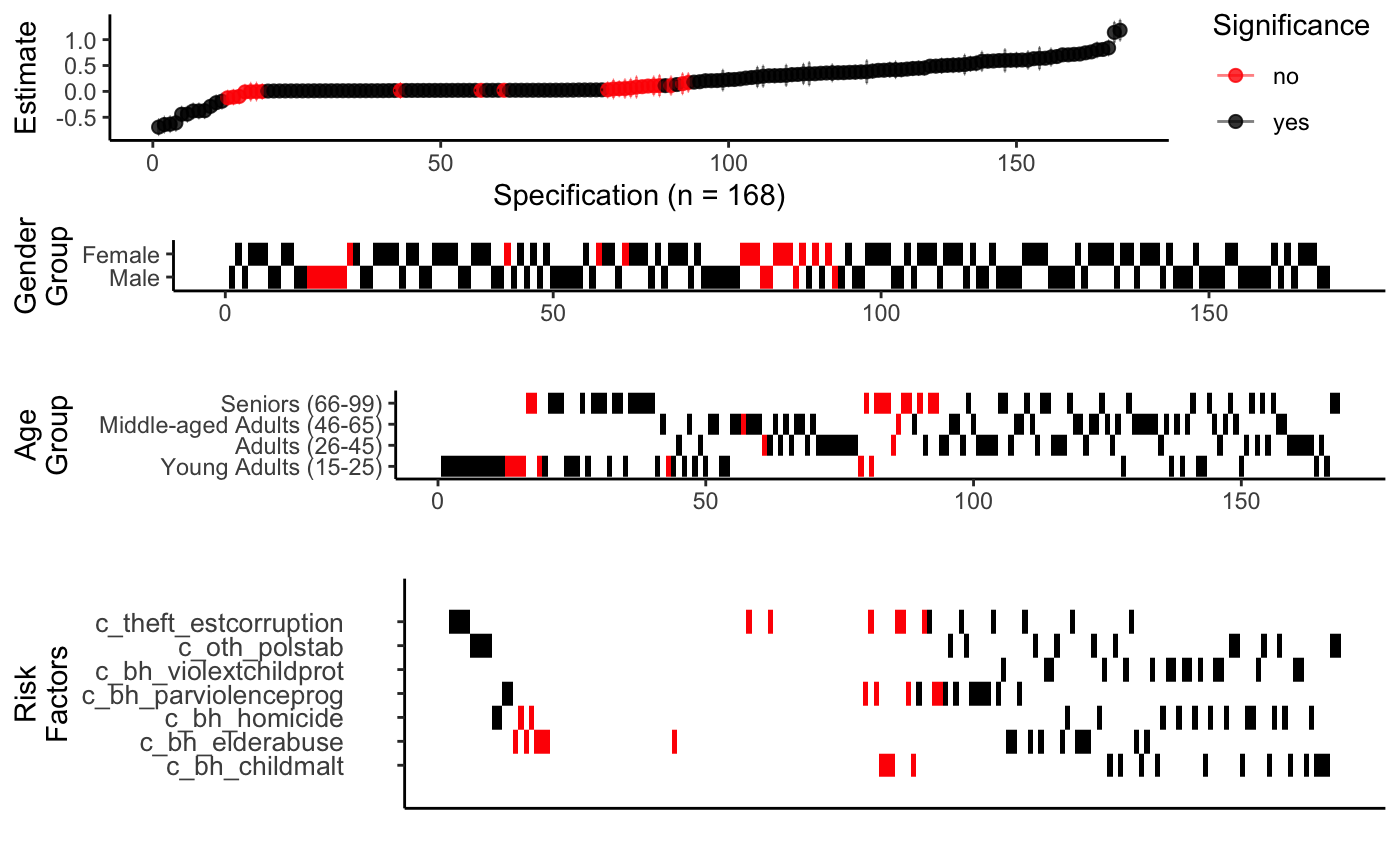 Estimate
1.0
0.5
0.0
-0.5
0 50 100 150
Specification (n = 168)
Significance
no
yes
Gender
Group
Female
Male
0 50 100 150
Age
Group
Seniors (66-99)
Middle-aged Adults (46-65)
Adults (26-45)
Young Adults (15-25)
0 50 100 150
Risk
Factors
c_theft_estcorruption
c_oth_polstab
c_bh_violextchildprot
c_bh_parviolenceprog
c_bh_homicide
c_bh_elderabuse
c_bh_childmalt